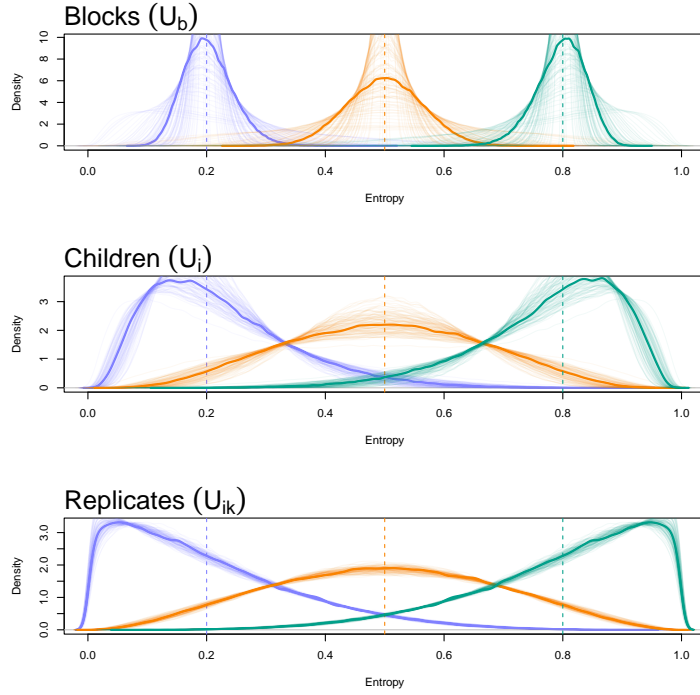 Blocks (U_b)
Density
0 2 4 6 8 10
0.0 0.2 0.4 0.6 0.8 1.0
Entropy
Children (U_i)
Density
0 1 2 3
0.0 0.2 0.4 0.6 0.8 1.0
Entropy
Replicates (U_ik)
Density
0.0 1.0 2.0 3.0
0.0 0.2 0.4 0.6 0.8 1.0
Entropy